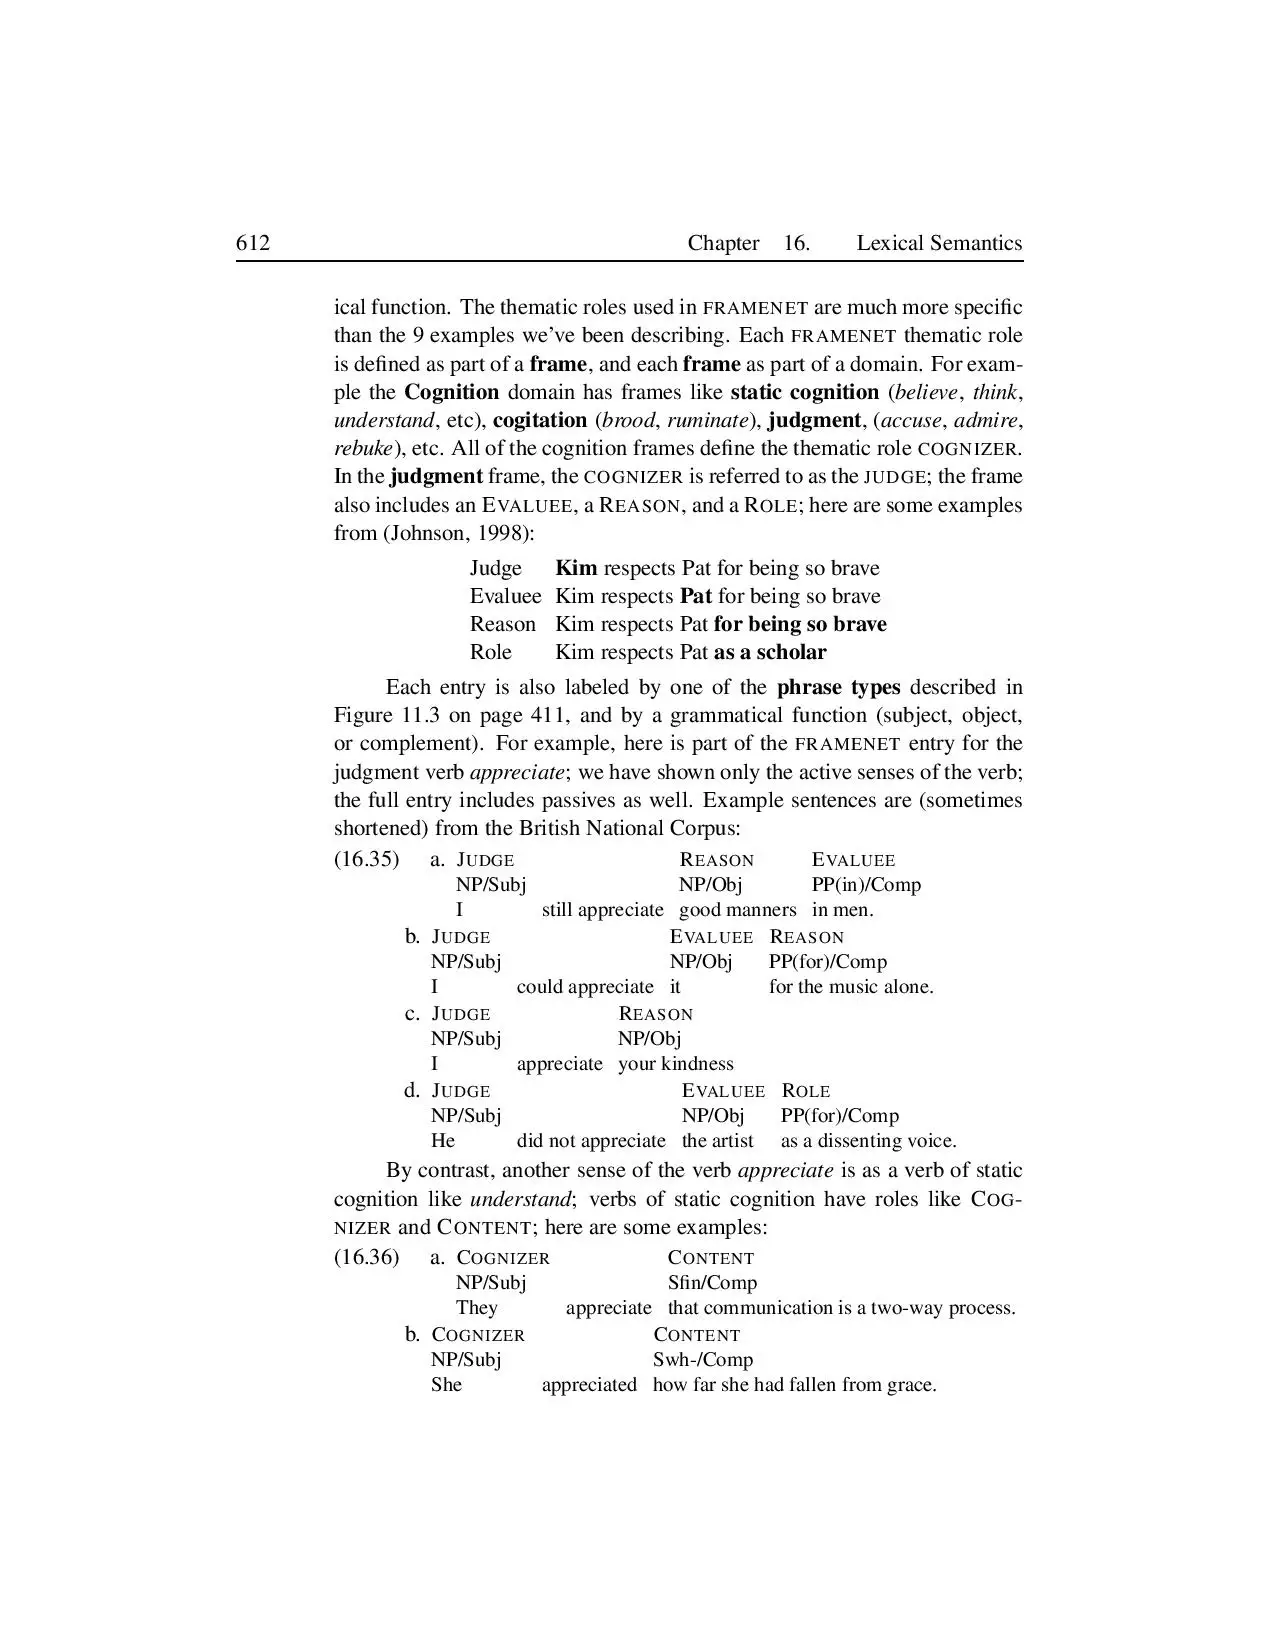 612 Chapter 16. Lexical Semantics
ical function. The thematic roles used in FRAMENET are much more specific
than the 9 examples we've been describing. Each FRAMENET thematic role
is defined as part of a frame, and each frame as part of a domain. For exam-
ple the Cognition domain has frames like static cognition (believe, think,
understand, etc), cogitation (brood, ruminate), judgment, (accuse, admire,
rebuke), etc. All of the cognition frames define the thematic role COGNIZER.
In the judgment frame, the COGNIZER is referred to as the JUDGE; the frame
also includes an EVALUEE, a REASON, and a ROLE; here are some examples
from (Johnson, 1998):
Judge Kim respects Pat for being so brave
Evaluee Kim respects Pat for being so brave
Reason Kim respects Pat for being so brave
Role Kim respects Pat as a scholar
Each entry is also labeled by one of the phrase types described in
Figure 11.3 on page 411, and by a grammatical function (subject, object,
or complement). For example, here is part of the FRAMENET entry for the
judgment verb appreciate; we have shown only the active senses of the verb;
the full entry includes passives as well. Example sentences are (sometimes
shortened) from the British National Corpus:
(16.35) a. JUDGE REASON EVALUEE
NP/Subj NP/Obj PP(in)/Comp
I still appreciate good manners in men.
b. JUDGE EVALUEE REASON
NP/Subj NP/Obj PP(for)/Comp
I could appreciate it for the music alone.
c. JUDGE REASON
NP/Subj NP/Obj
I appreciate your kindness
d. JUDGE EVALUEE ROLE
NP/Subj NP/Obj PP(for)/Comp
He did not appreciate the artist as a dissenting voice.
By contrast, another sense of the verb appreciate is as a verb of static
cognition like understand; verbs of static cognition have roles like COG-
NIZER and CONTENT; here are some examples:
(16.36) a. COGNIZER CONTENT
NP/Subj Sfin/Comp
They appreciate that communication is a two-way process.
b. COGNIZER CONTENT
NP/Subj Swh-/Comp
She appreciated how far she had fallen from grace.